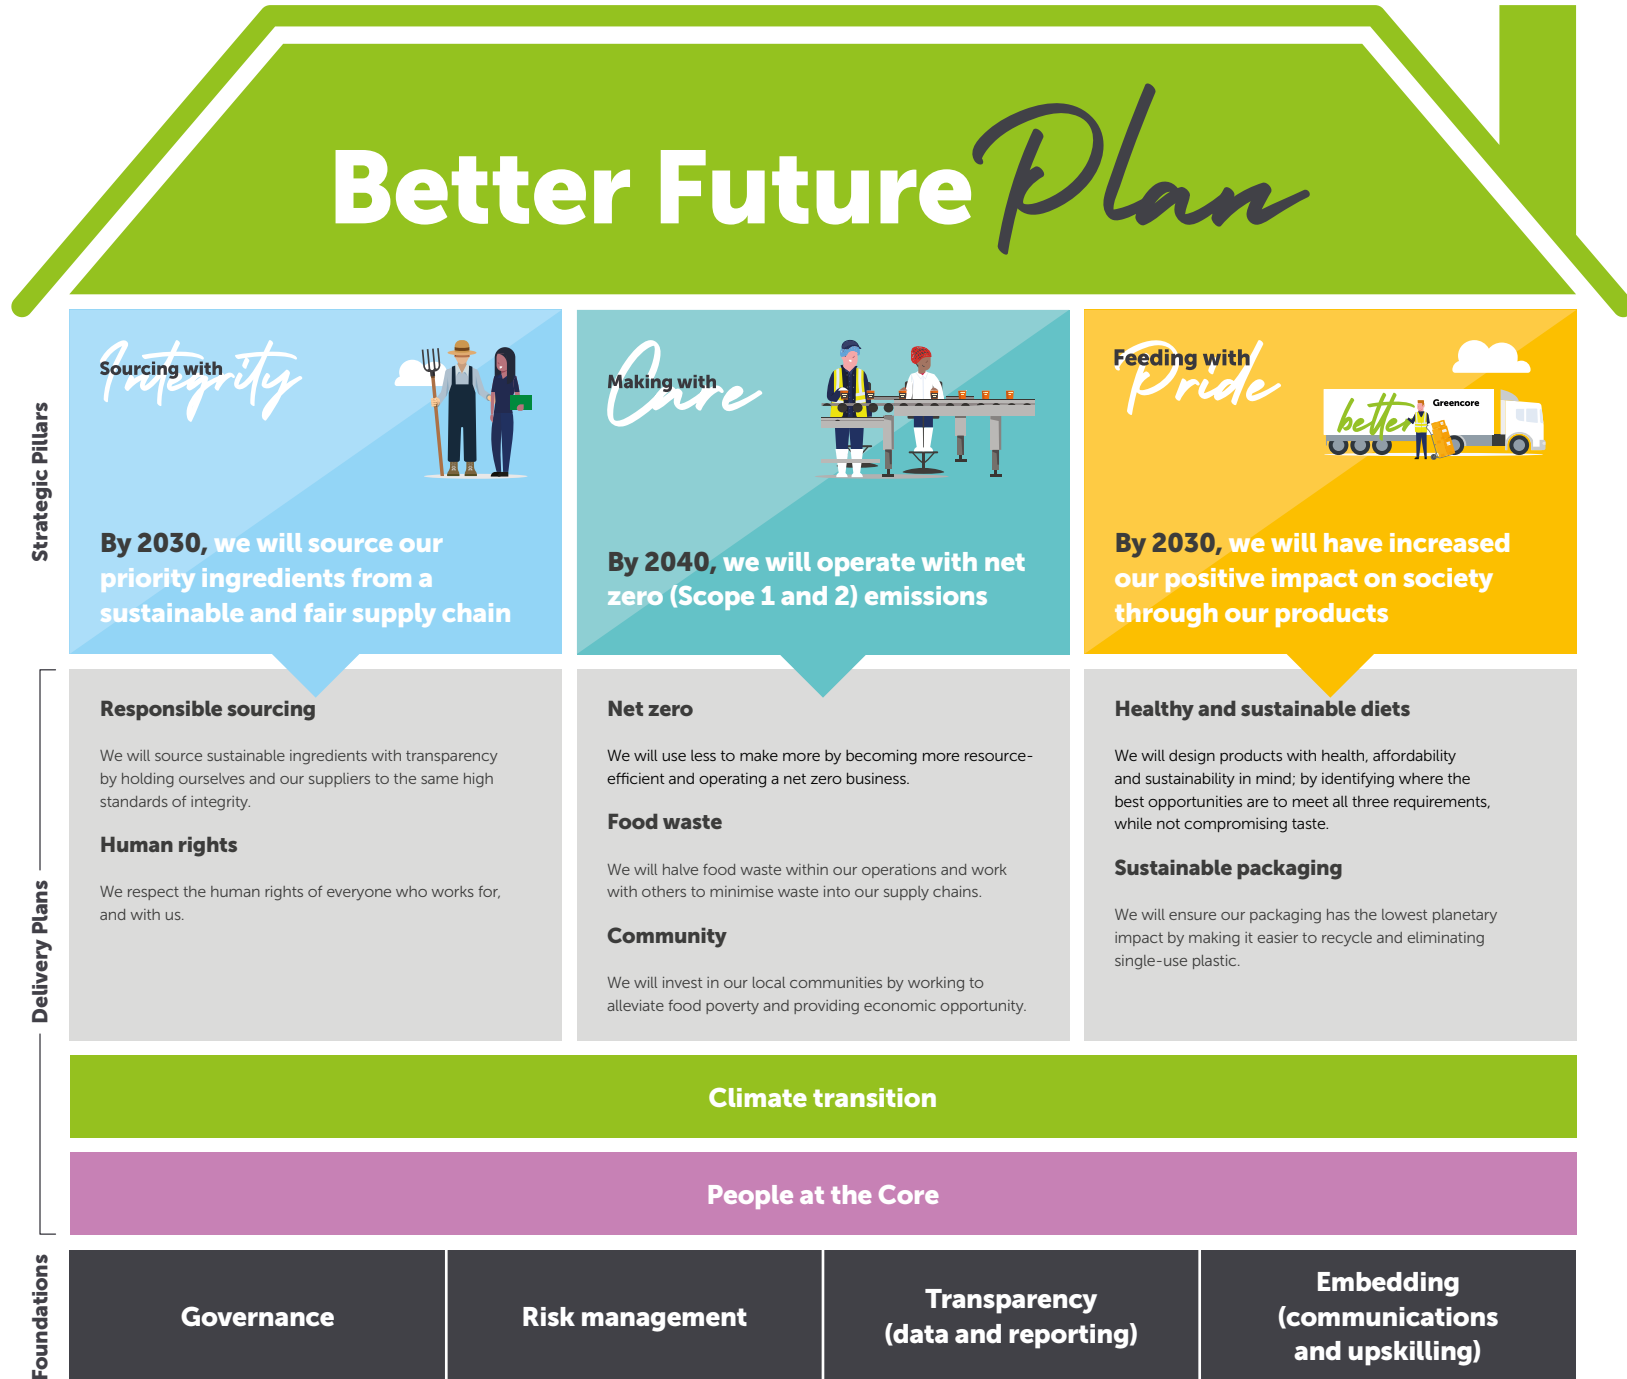 Better Future Plan
Strategic Pillars
Sourcing with
Integrity
By 2030, we will source our
priority ingredients from a
sustainable and fair supply chain
Making with
Care
By 2040, we will operate with net
zero (Scope 1 and 2) emissions
Feeding with
Pride
better
Greencore
By 2030, we will have increased
our positive impact on society
through our products
Delivery Plans
Responsible sourcing
We will source sustainable ingredients with transparency
by holding ourselves and our suppliers to the same high
standards of integrity.
Human rights
We respect the human rights of everyone who works for,
and with us.
Net zero
We will use less to make more by becoming more resource-
efficient and operating a net zero business.
Food waste
We will halve food waste within our operations and work
with others to minimise waste into our supply chains.
Community
We will invest in our local communities by working to
alleviate food poverty and providing economic opportunity.
Healthy and sustainable diets
We will design products with health, affordability
and sustainability in mind; by identifying where the
best opportunities are to meet all three requirements,
while not compromising taste.
Sustainable packaging
We will ensure our packaging has the lowest planetary
impact by making it easier to recycle and eliminating
single-use plastic.
Climate transition
People at the Core
Foundations
Governance
Risk management
Transparency
(data and reporting)
Embedding
(communications
and upskilling)